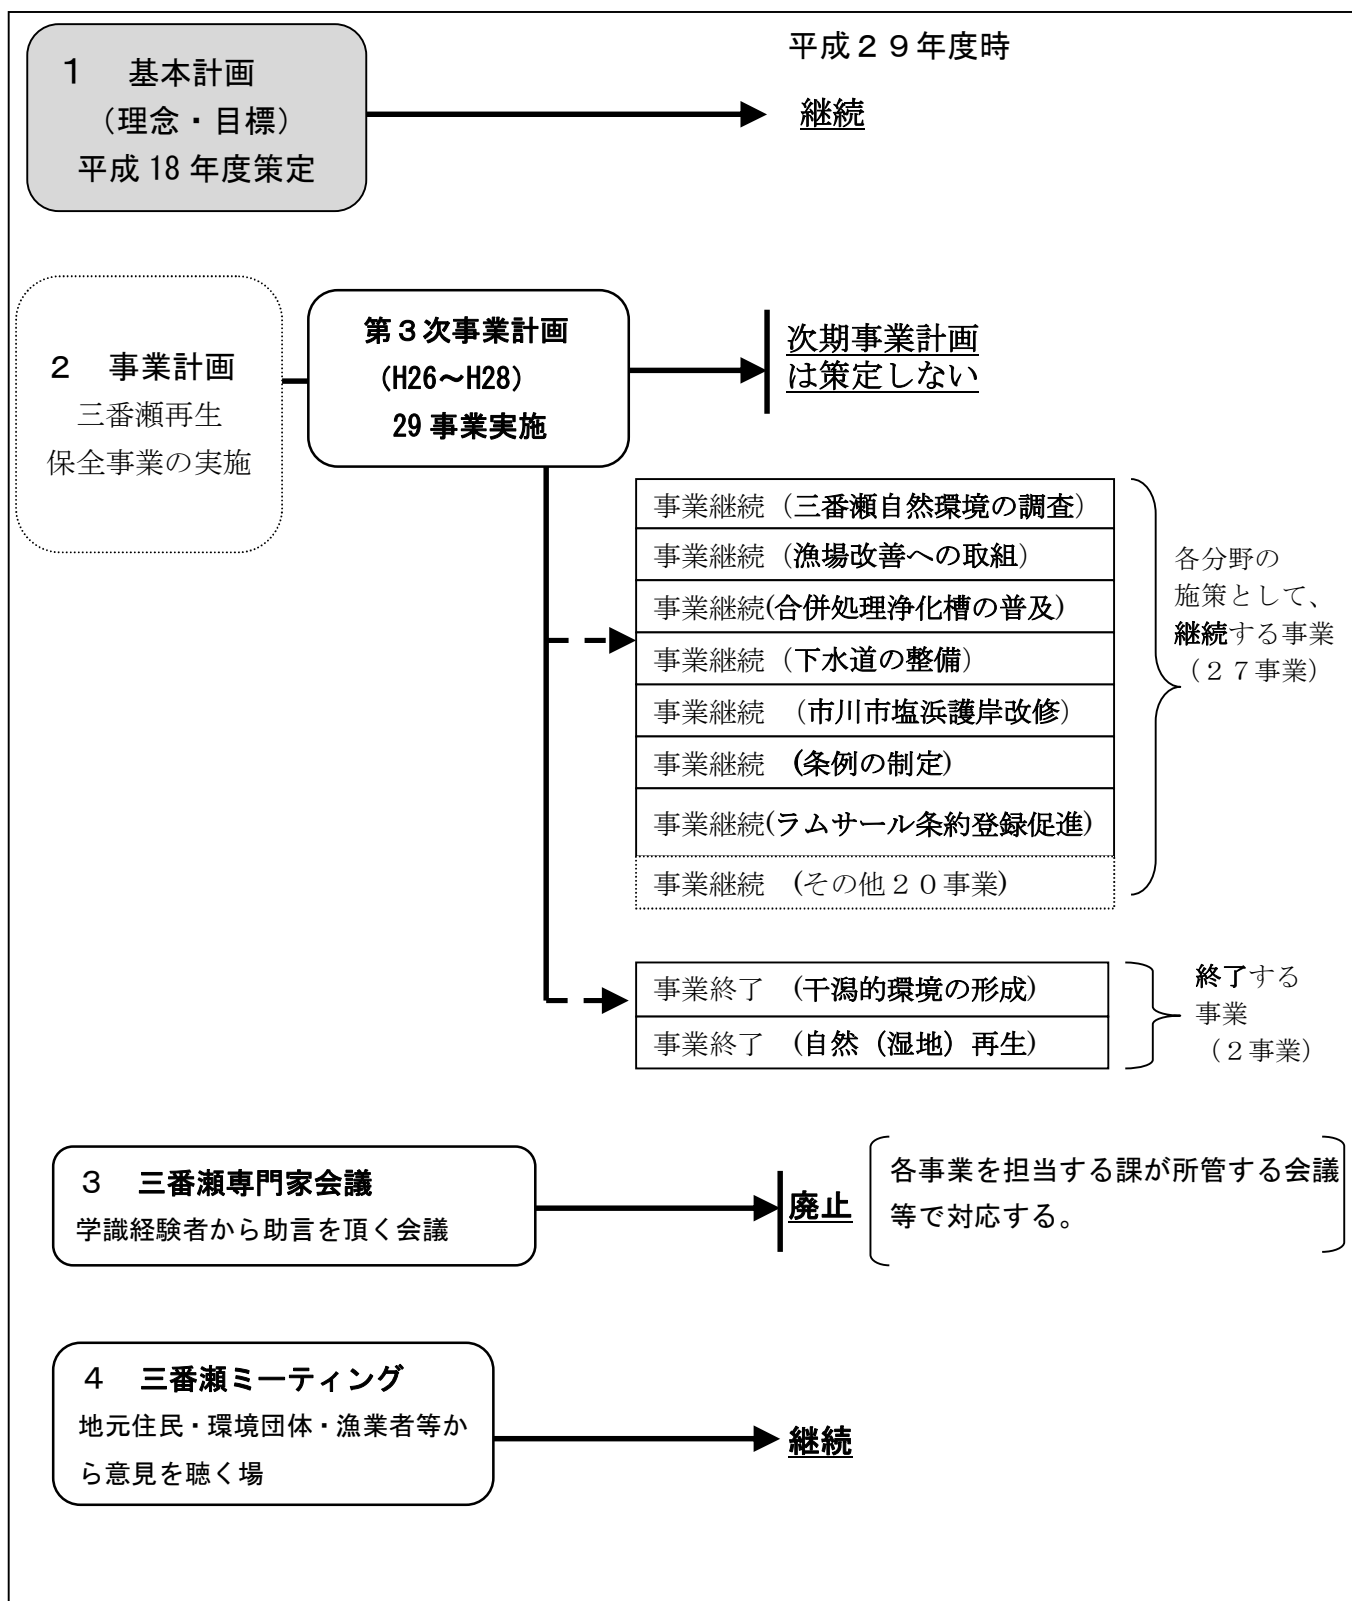 平成２９年度時
１　基本計画
（理念・目標）
平成 18 年度策定
継続
２　事業計画
三番瀬再生
保全事業の実施
第３次事業計画
（H26～H28）
29 事業実施
次期事業計画
は策定しない
事業継続（三番瀬自然環境の調査）
事業継続（漁場改善への取組）
事業継続(合併処理浄化槽の普及)
事業継続（下水道の整備）
事業継続　（市川市塩浜護岸改修）
事業継続　(条例の制定)
事業継続(ラムサール条約登録促進)
事業継続　(その他２０事業)
各分野の
施策として、
継続する事業
（２７事業）
事業終了　(干潟的環境の形成)
事業終了　(自然（湿地）再生)
終了する
事業
（２事業）
３　三番瀬専門家会議
学識経験者から助言を頂く会議
廃止
各事業を担当する課が所管する会議
等で対応する。
４　三番瀬ミーティング
地元住民・環境団体・漁業者等か
ら意見を聴く場
継続